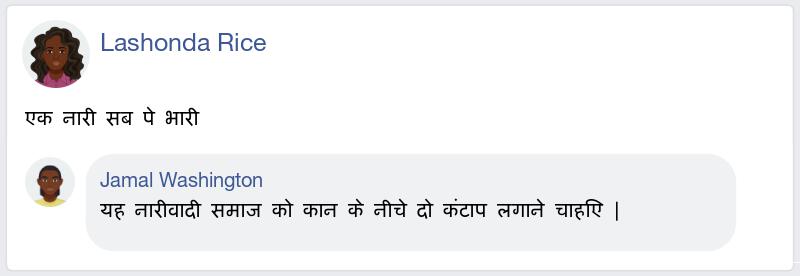 Lashonda Rice
एक नारी सब पे भारी
Jamal Washington
यह नारीवादी समाज को कान के नीचे दो कंटाप लगाने चाहिए |